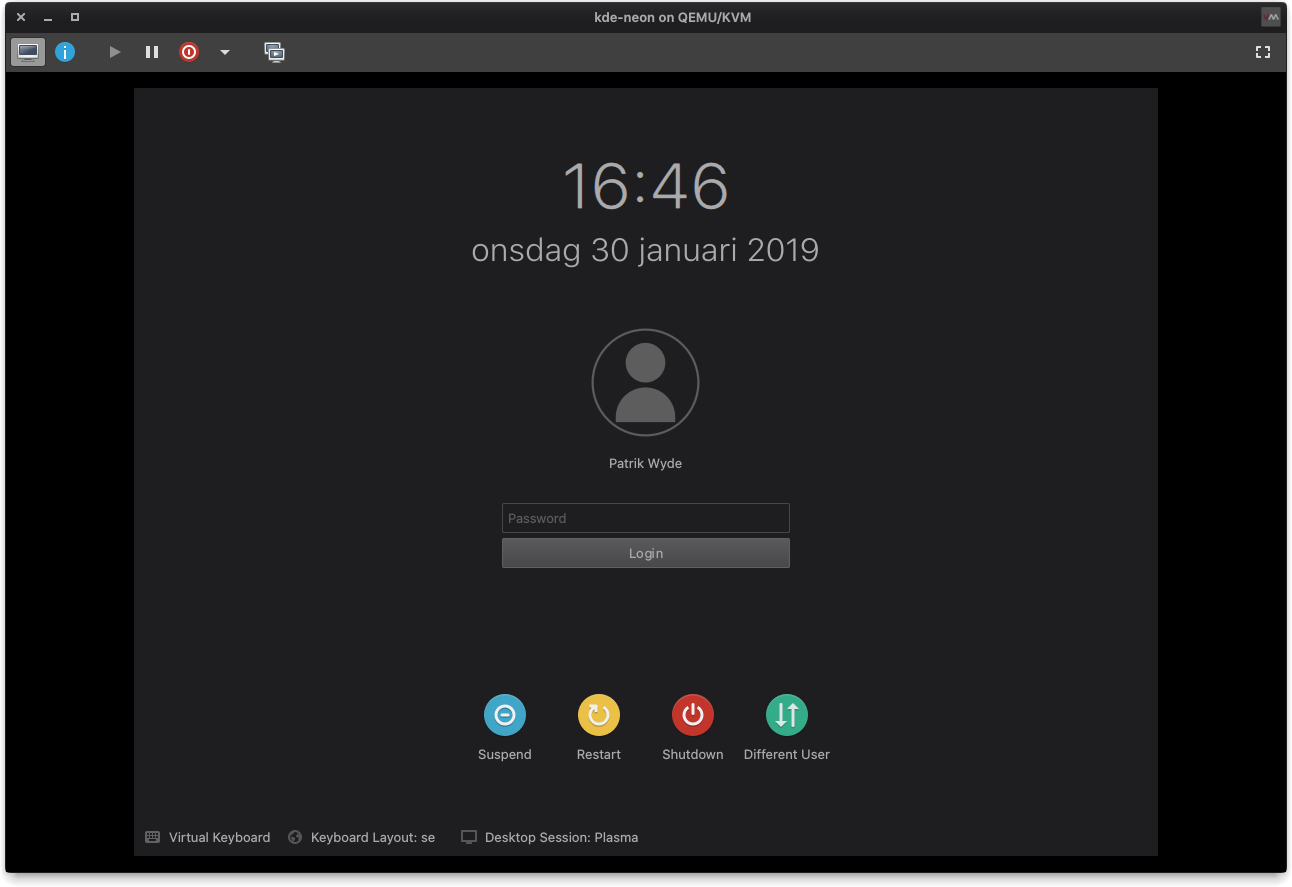 kde-neon on QEMU/KVM
16:46
onsdag 30 januari 2019
Patrik Wyde
Password
Login
Suspend Restart Shutdown Different User
Virtual Keyboard Keyboard Layout: se Desktop Session: Plasma